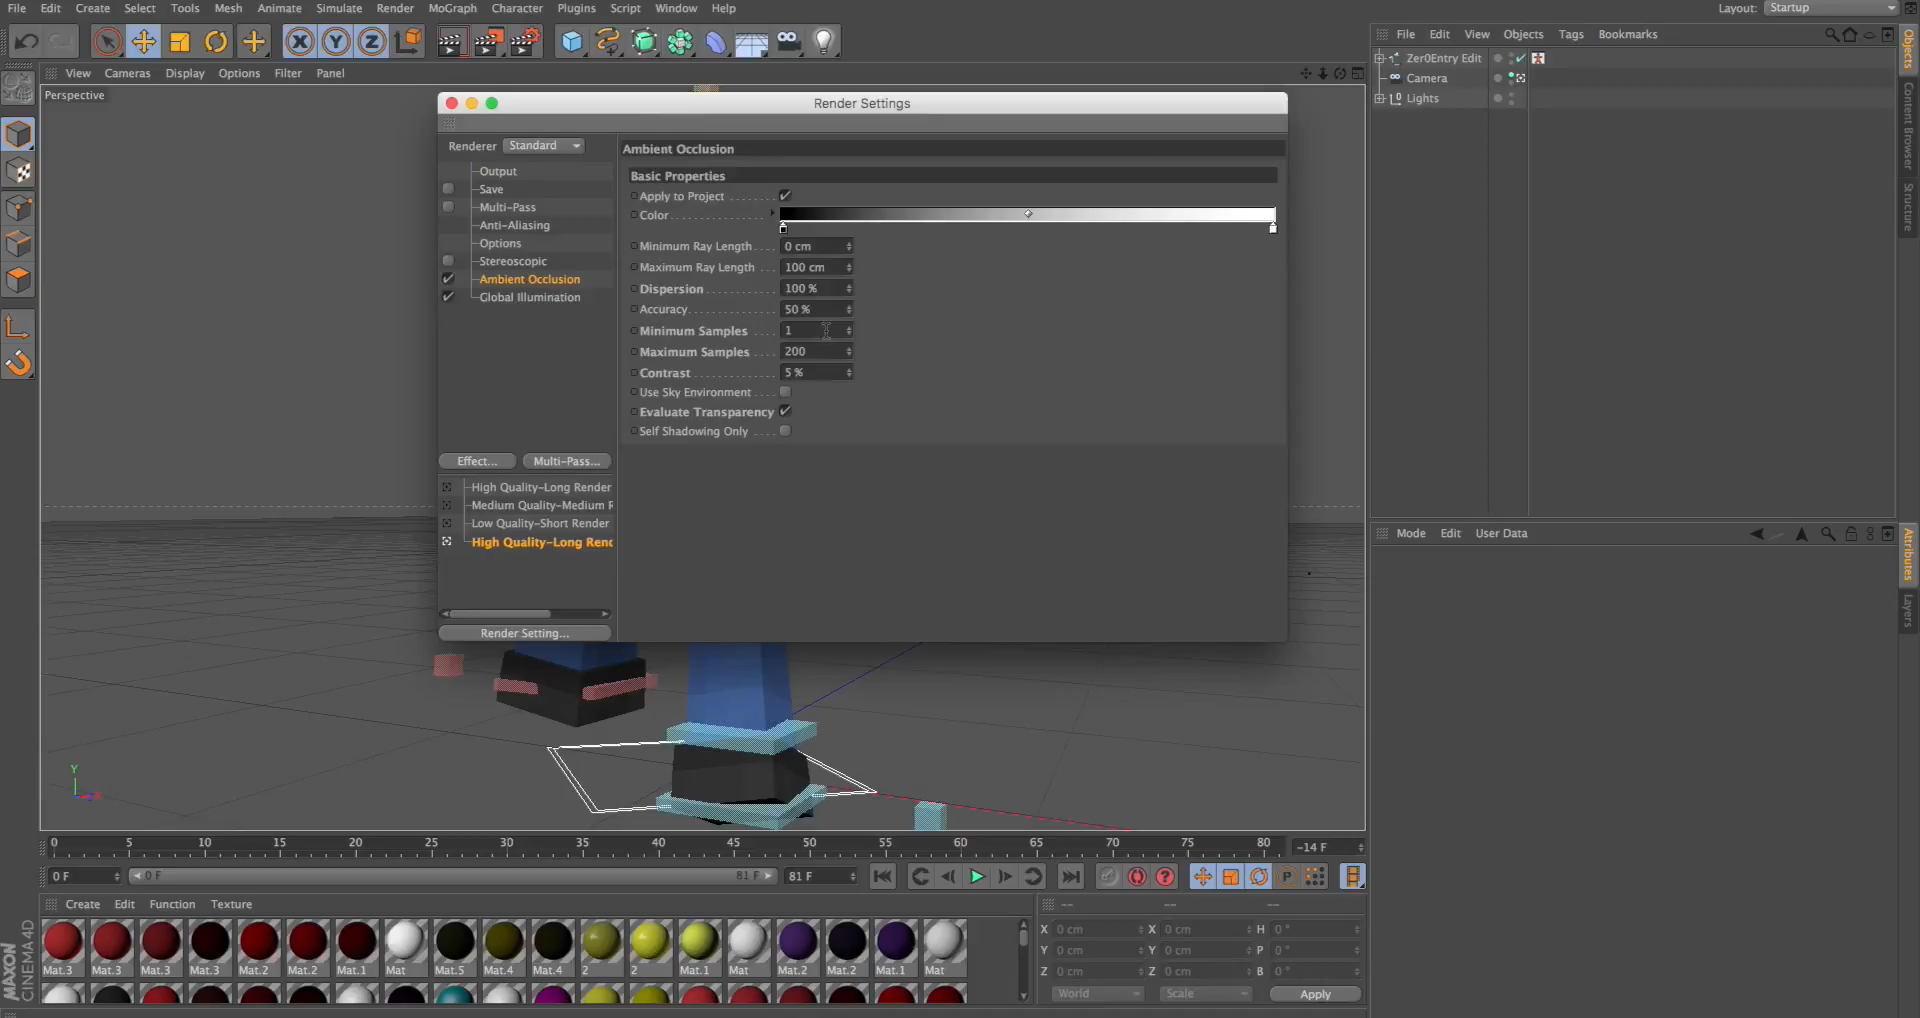 File Edit Create Select Tools Mesh Animate Simulate Render MoGraph Character Plugins Script Window Help
Layout: Startup
View Cameras Display Options Filter Panel
Perspective
File Edit View Objects Tags Bookmarks
Zer0Entry Edit
Camera
Lights
Objects
Content Browser
Structure
Render Settings
Renderer Standard
Output
Save
Multi-Pass
Anti-Aliasing
Options
Stereoscopic
Ambient Occlusion
Global Illumination
Effect... Multi-Pass...
High Quality-Long Render
Medium Quality-Medium R
Low Quality-Short Render
High Quality-Long Rend
Render Setting...
Ambient Occlusion
Basic Properties
Apply to Project
Color
Minimum Ray Length 0 cm
Maximum Ray Length 100 cm
Dispersion 100 %
Accuracy 50 %
Minimum Samples 1
Maximum Samples 200
Contrast 5 %
Use Sky Environment
Evaluate Transparency
Self Shadowing Only
Mode Edit User Data
Attributes
Layers
Y
X
0 5 10 15 20 25 30 35 40 45 50 55 60 65 70 75 80 -14 F
0 F 0 F 81 F 81 F
Create Edit Function Texture
Mat.3 Mat.3 Mat.3 Mat.3 Mat.2 Mat.2 Mat.1 Mat Mat.5 Mat.4 Mat.4 2 2 Mat.1 Mat Mat.2 Mat.2 Mat.1 Mat
-- -- --
X 0 cm X 0 cm H 0 °
Y 0 cm Y 0 cm P 0 °
Z 0 cm Z 0 cm B 0 °
World Scale Apply
MAXON
CINEMA 4D